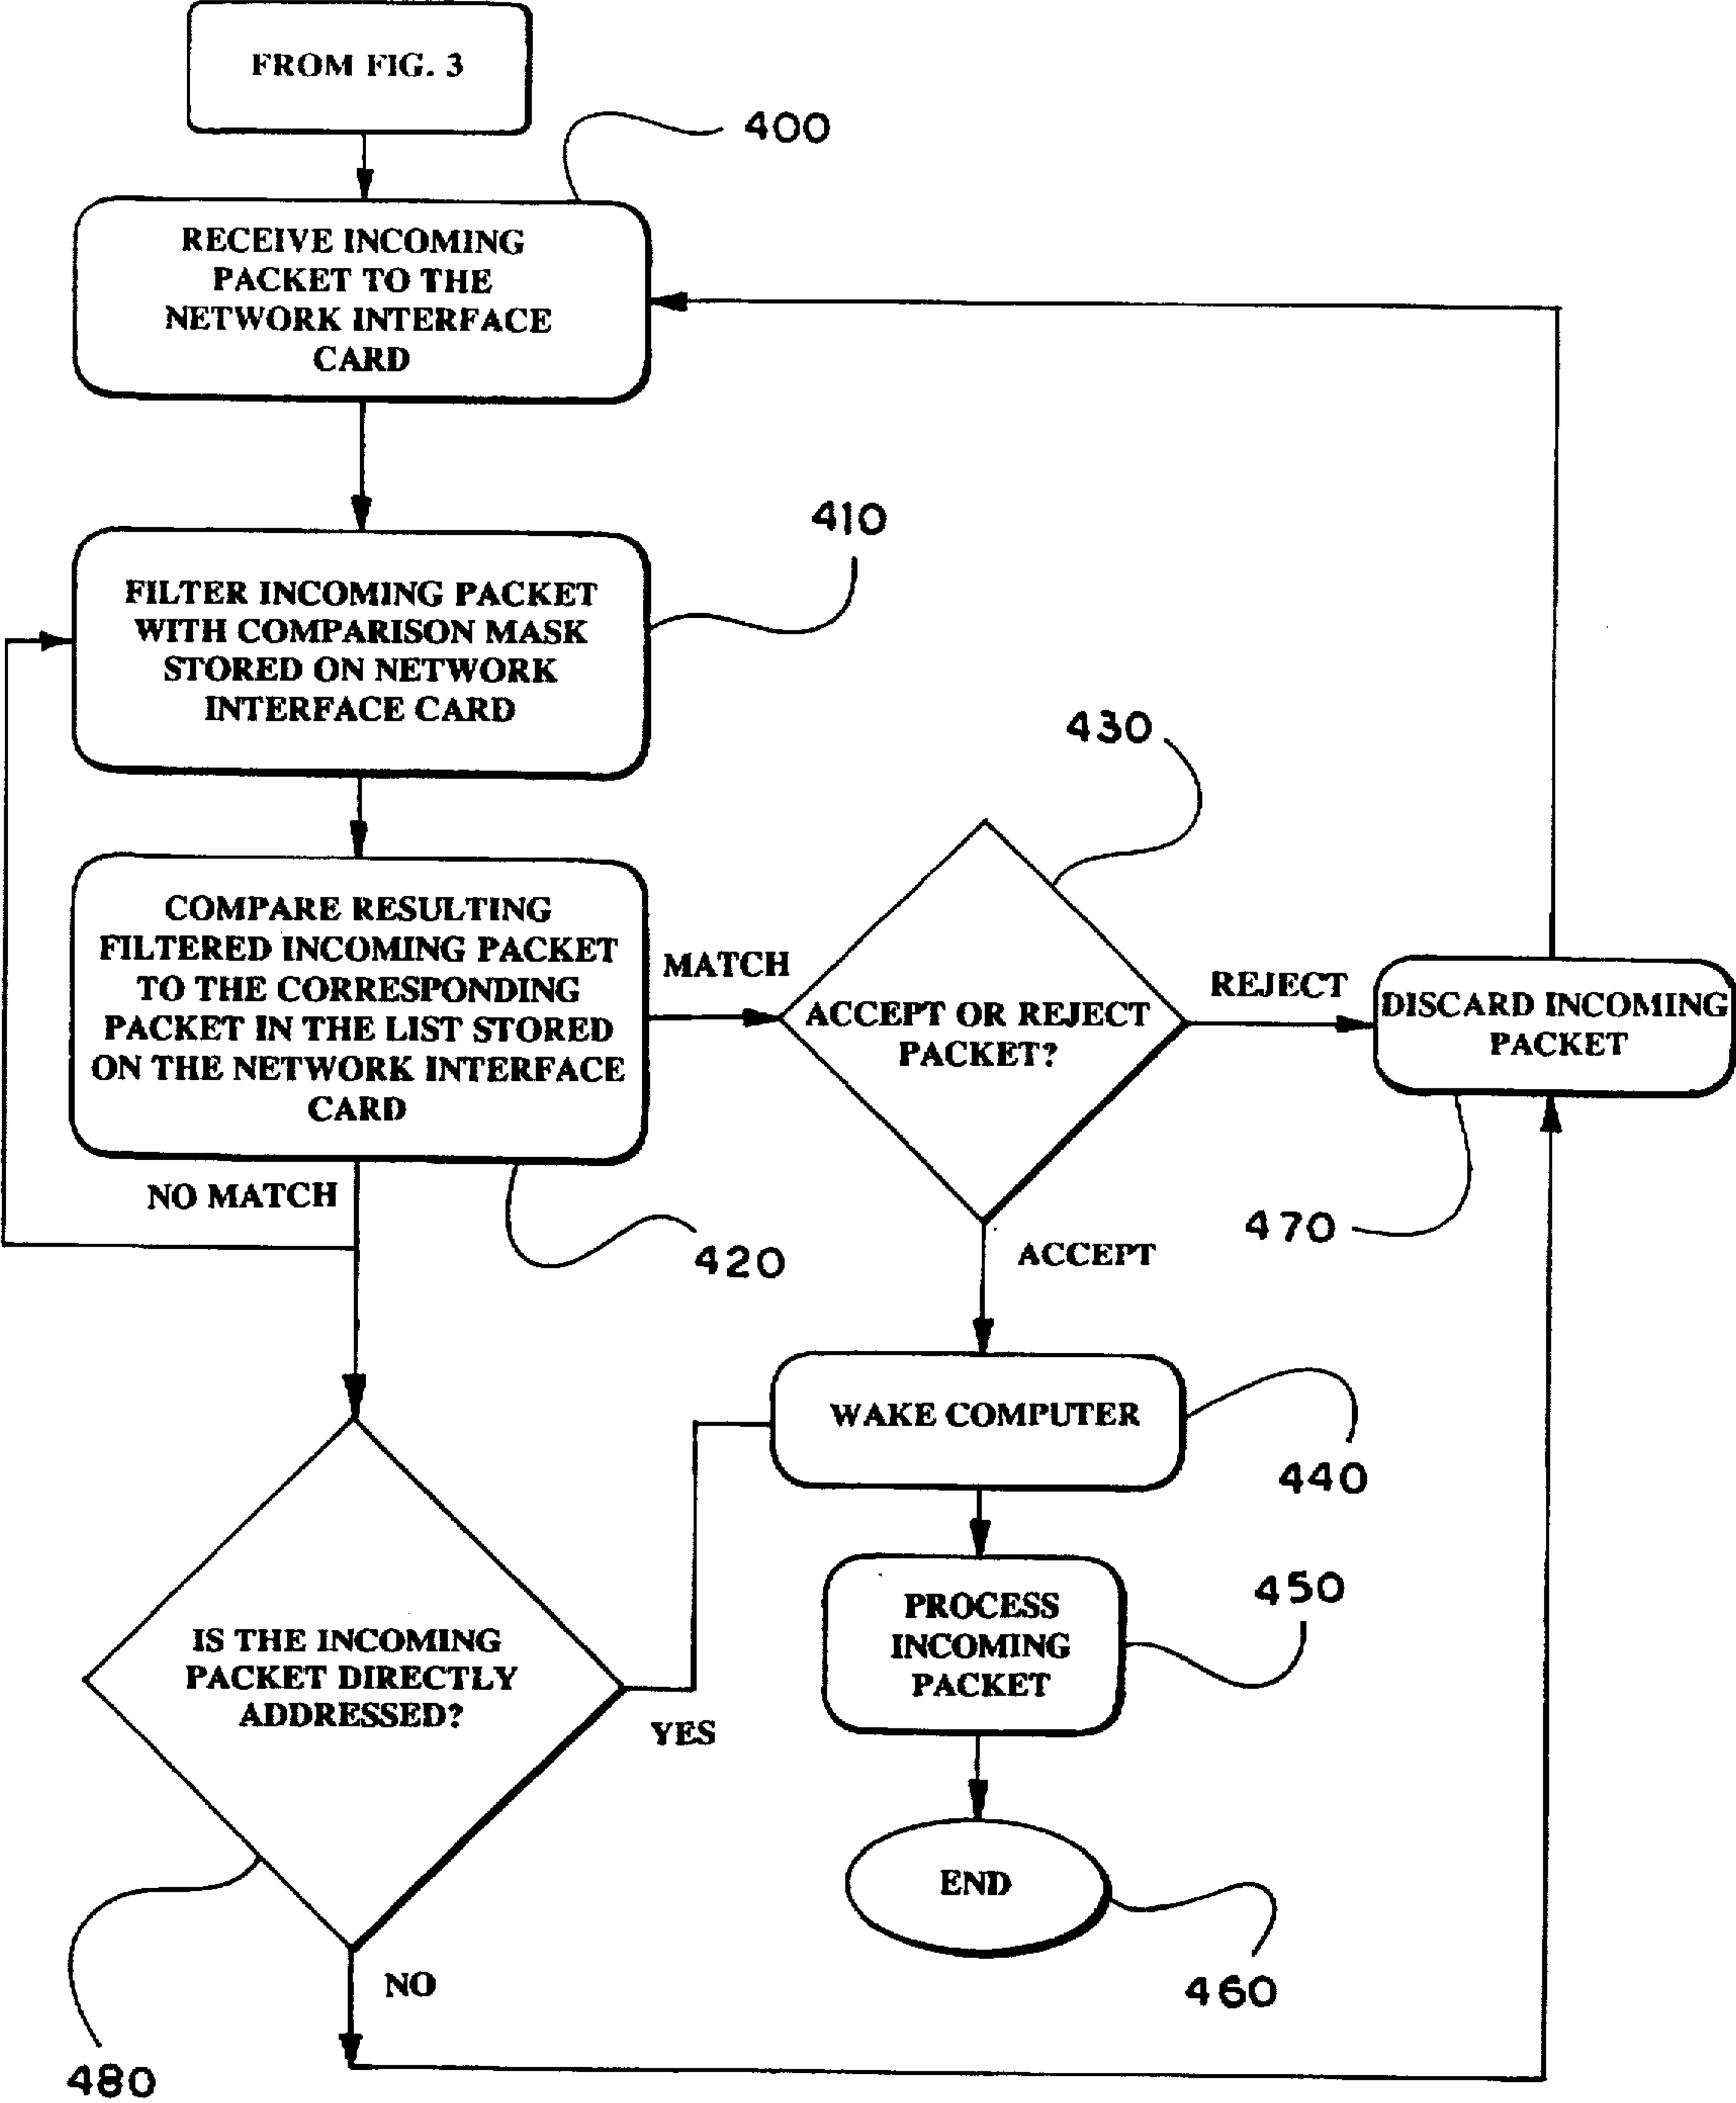 FROM FIG. 3
400
RECEIVE INCOMING
PACKET TO THE
NETWORK INTERFACE
CARD
410
FILTER INCOMING PACKET
WITH COMPARISON MASK
STORED ON NETWORK
INTERFACE CARD
430
COMPARE RESULTING
FILTERED INCOMING PACKET
TO THE CORRESPONDING
PACKET IN THE LIST STORED
ON THE NETWORK INTERFACE
CARD
MATCH
ACCEPT OR REJECT
PACKET?
REJECT
DISCARD INCOMING
PACKET
NO MATCH
420
470
ACCEPT
WAKE COMPUTER
440
IS THE INCOMING
PACKET DIRECTLY
ADDRESSED?
YES
PROCESS
INCOMING
PACKET
450
END
460
NO
480